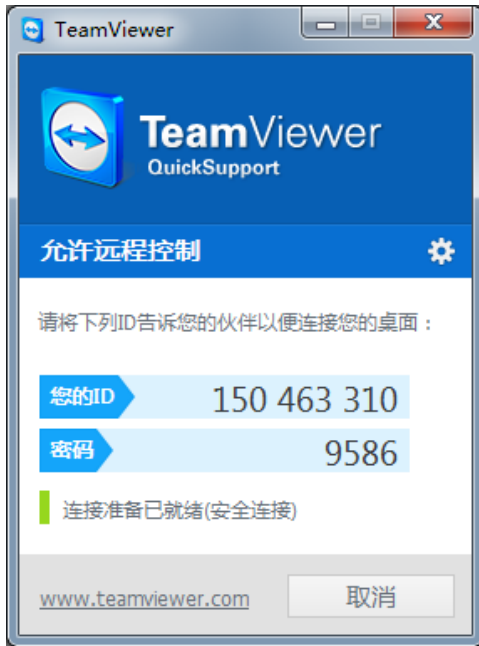 TeamViewer
TeamViewer
QuickSupport
允许远程控制
请将下列ID告诉您的伙伴以便连接您的桌面：
您的ID 150 463 310
密码 9586
连接准备已就绪(安全连接)
www.teamviewer.com 取消